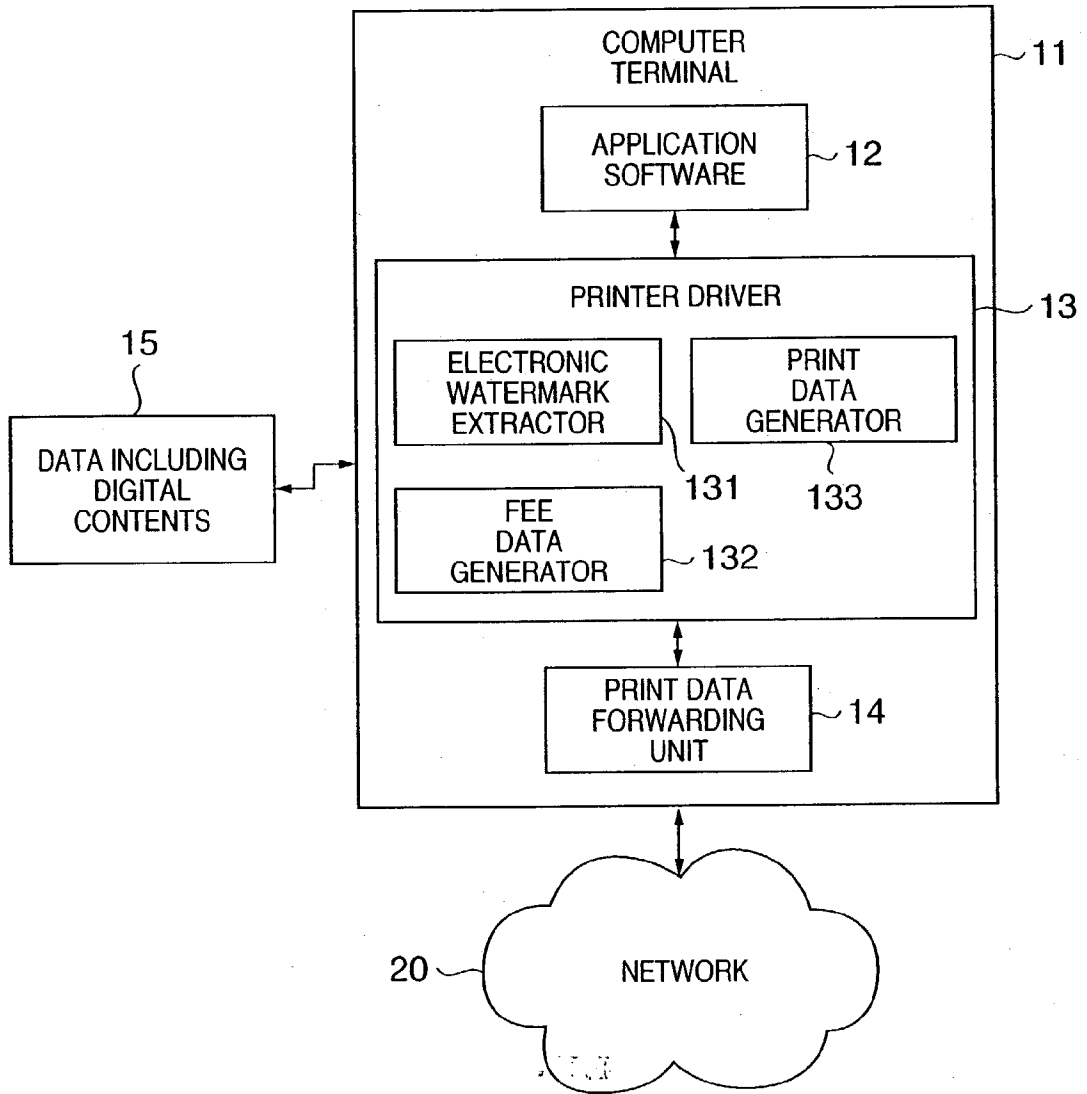 COMPUTER
TERMINAL
11
APPLICATION
SOFTWARE
12
PRINTER DRIVER
13
15
ELECTRONIC
WATERMARK
EXTRACTOR
131
PRINT
DATA
GENERATOR
133
DATA INCLUDING
DIGITAL
CONTENTS
FEE
DATA
GENERATOR
132
PRINT DATA
FORWARDING
UNIT
14
20
NETWORK